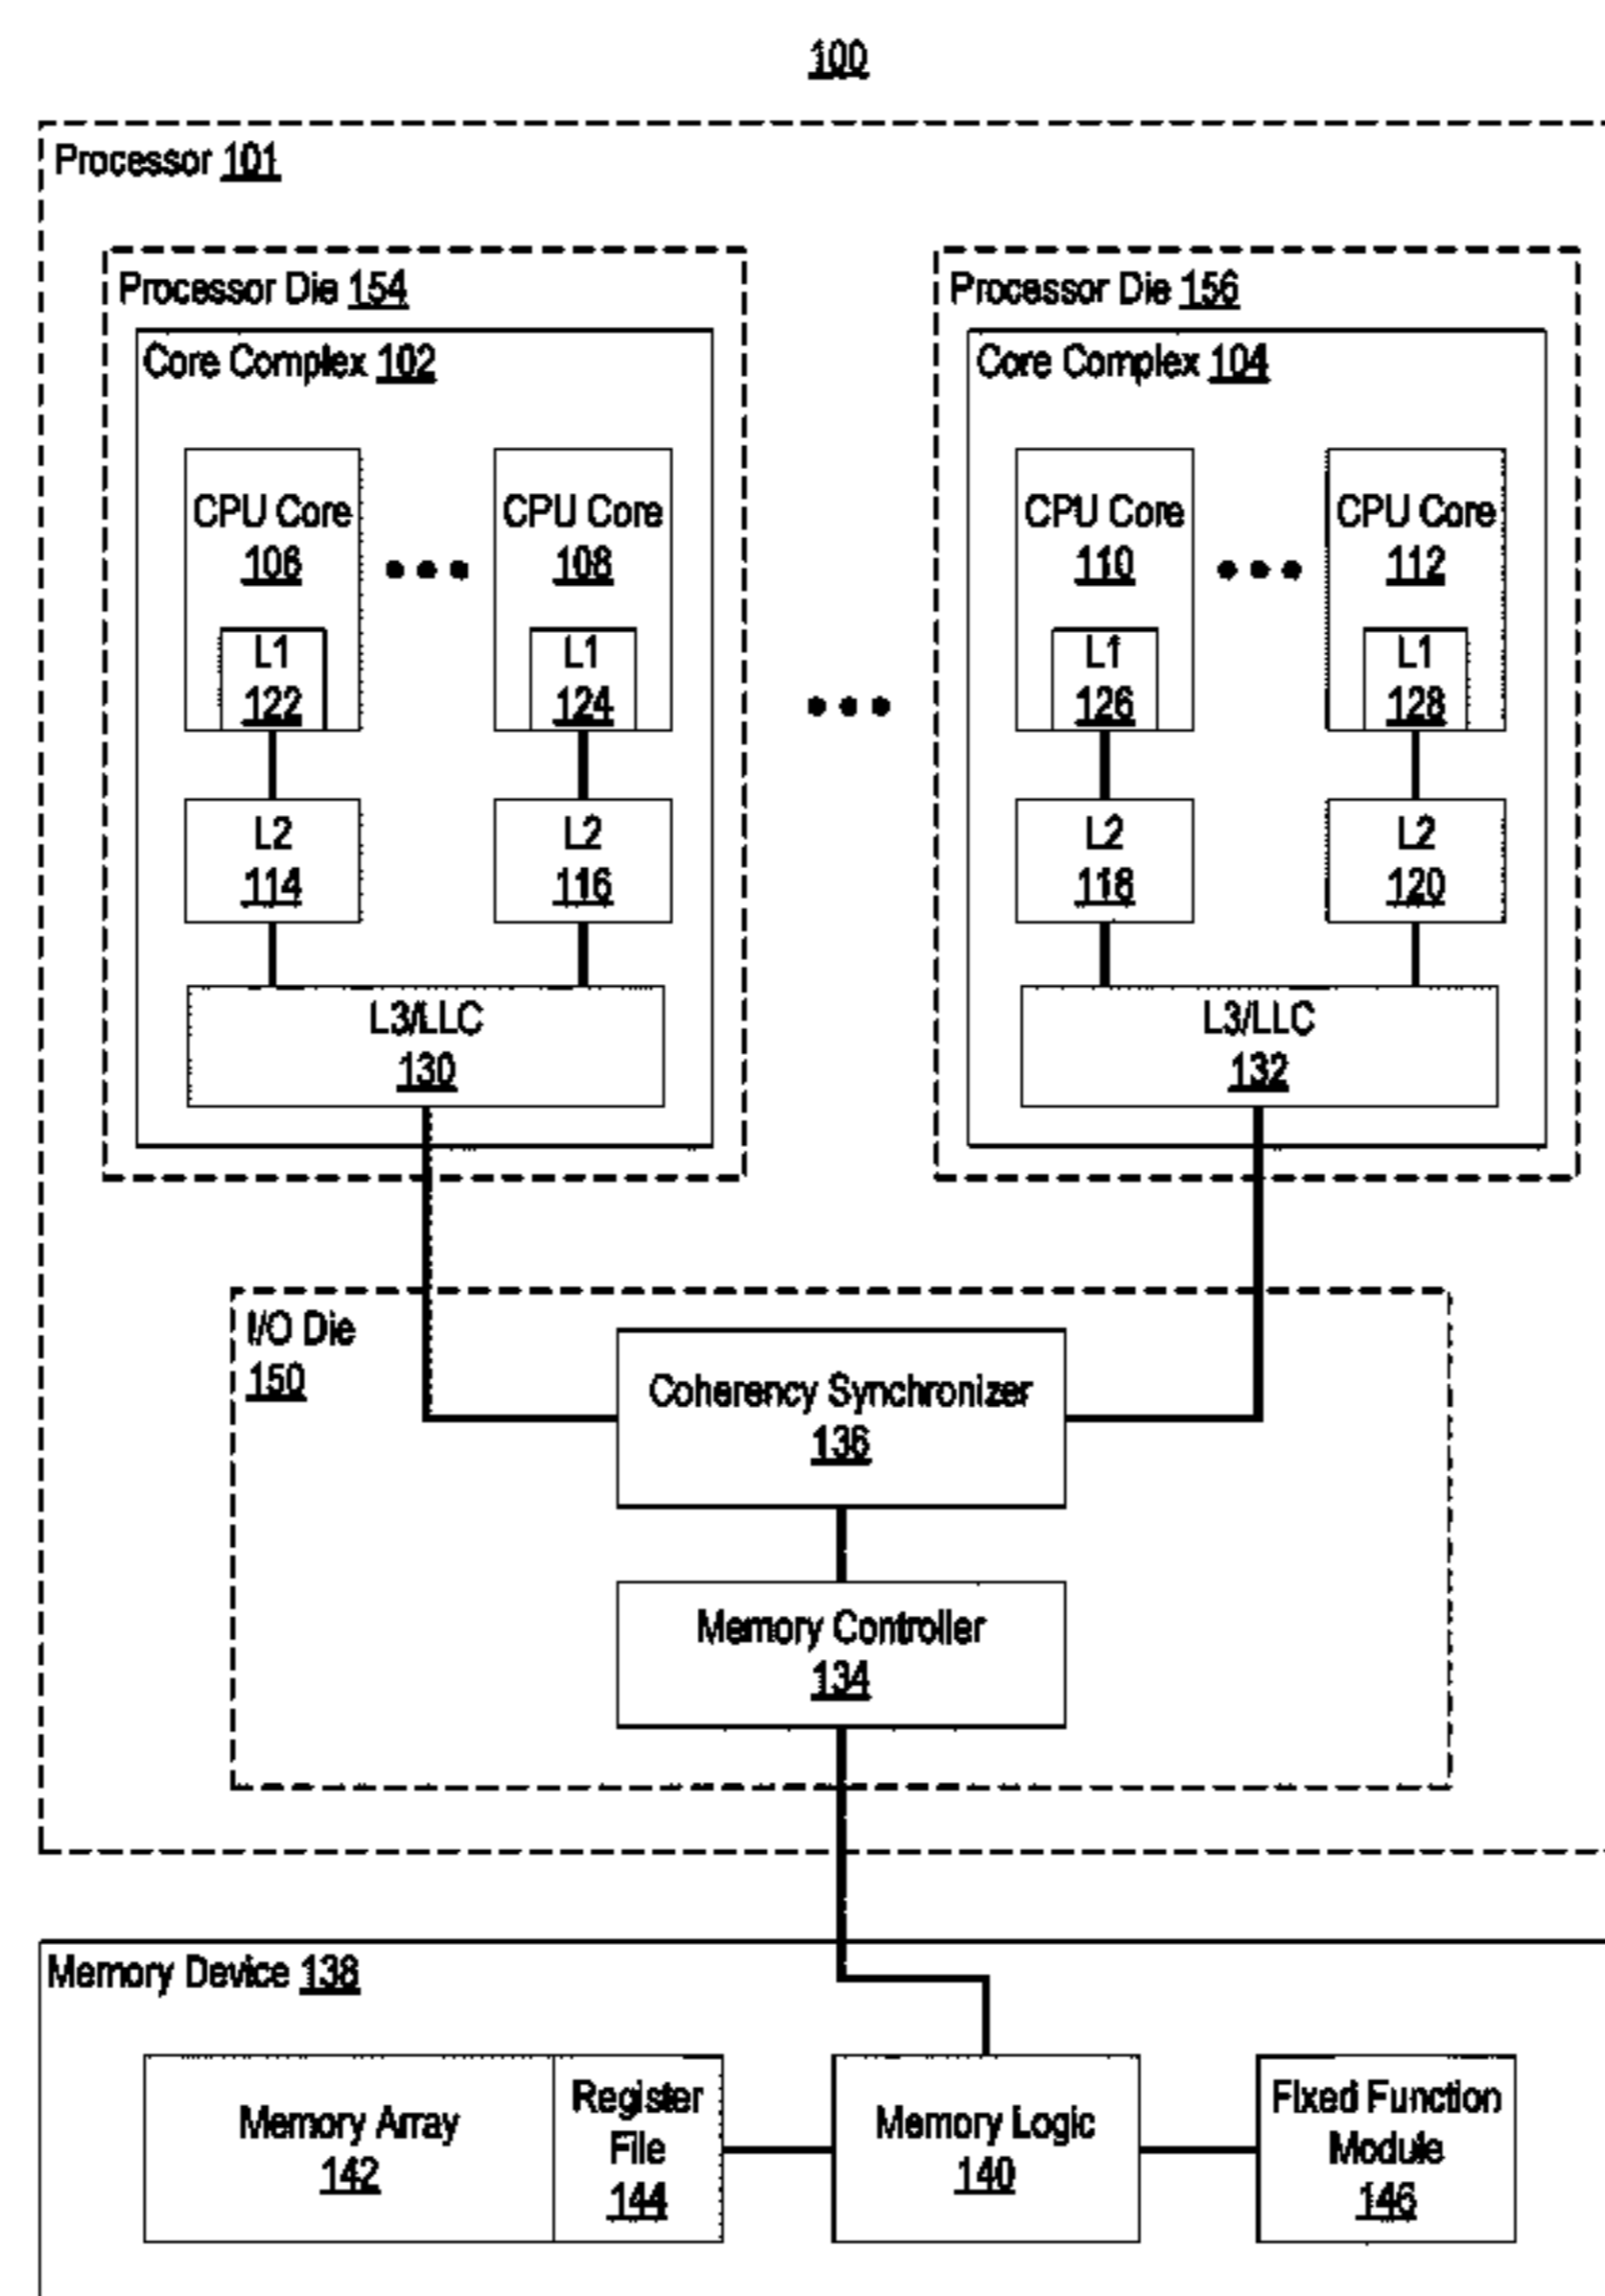 100
Processor 101
Processor Die 154
Core Complex 102
CPU Core
106
L1
122
CPU Core
108
L1
124
L2
114
L2
116
L3/LLC
130
Processor Die 156
Core Complex 104
CPU Core
110
L1
126
CPU Core
112
L1
128
L2
118
L2
120
L3/LLC
132
I/O Die
150
Coherency Synchronizer
136
Memory Controller
134
Memory Device 138
Memory Array
142
Register
File
144
Memory Logic
140
Fixed Function
Module
146